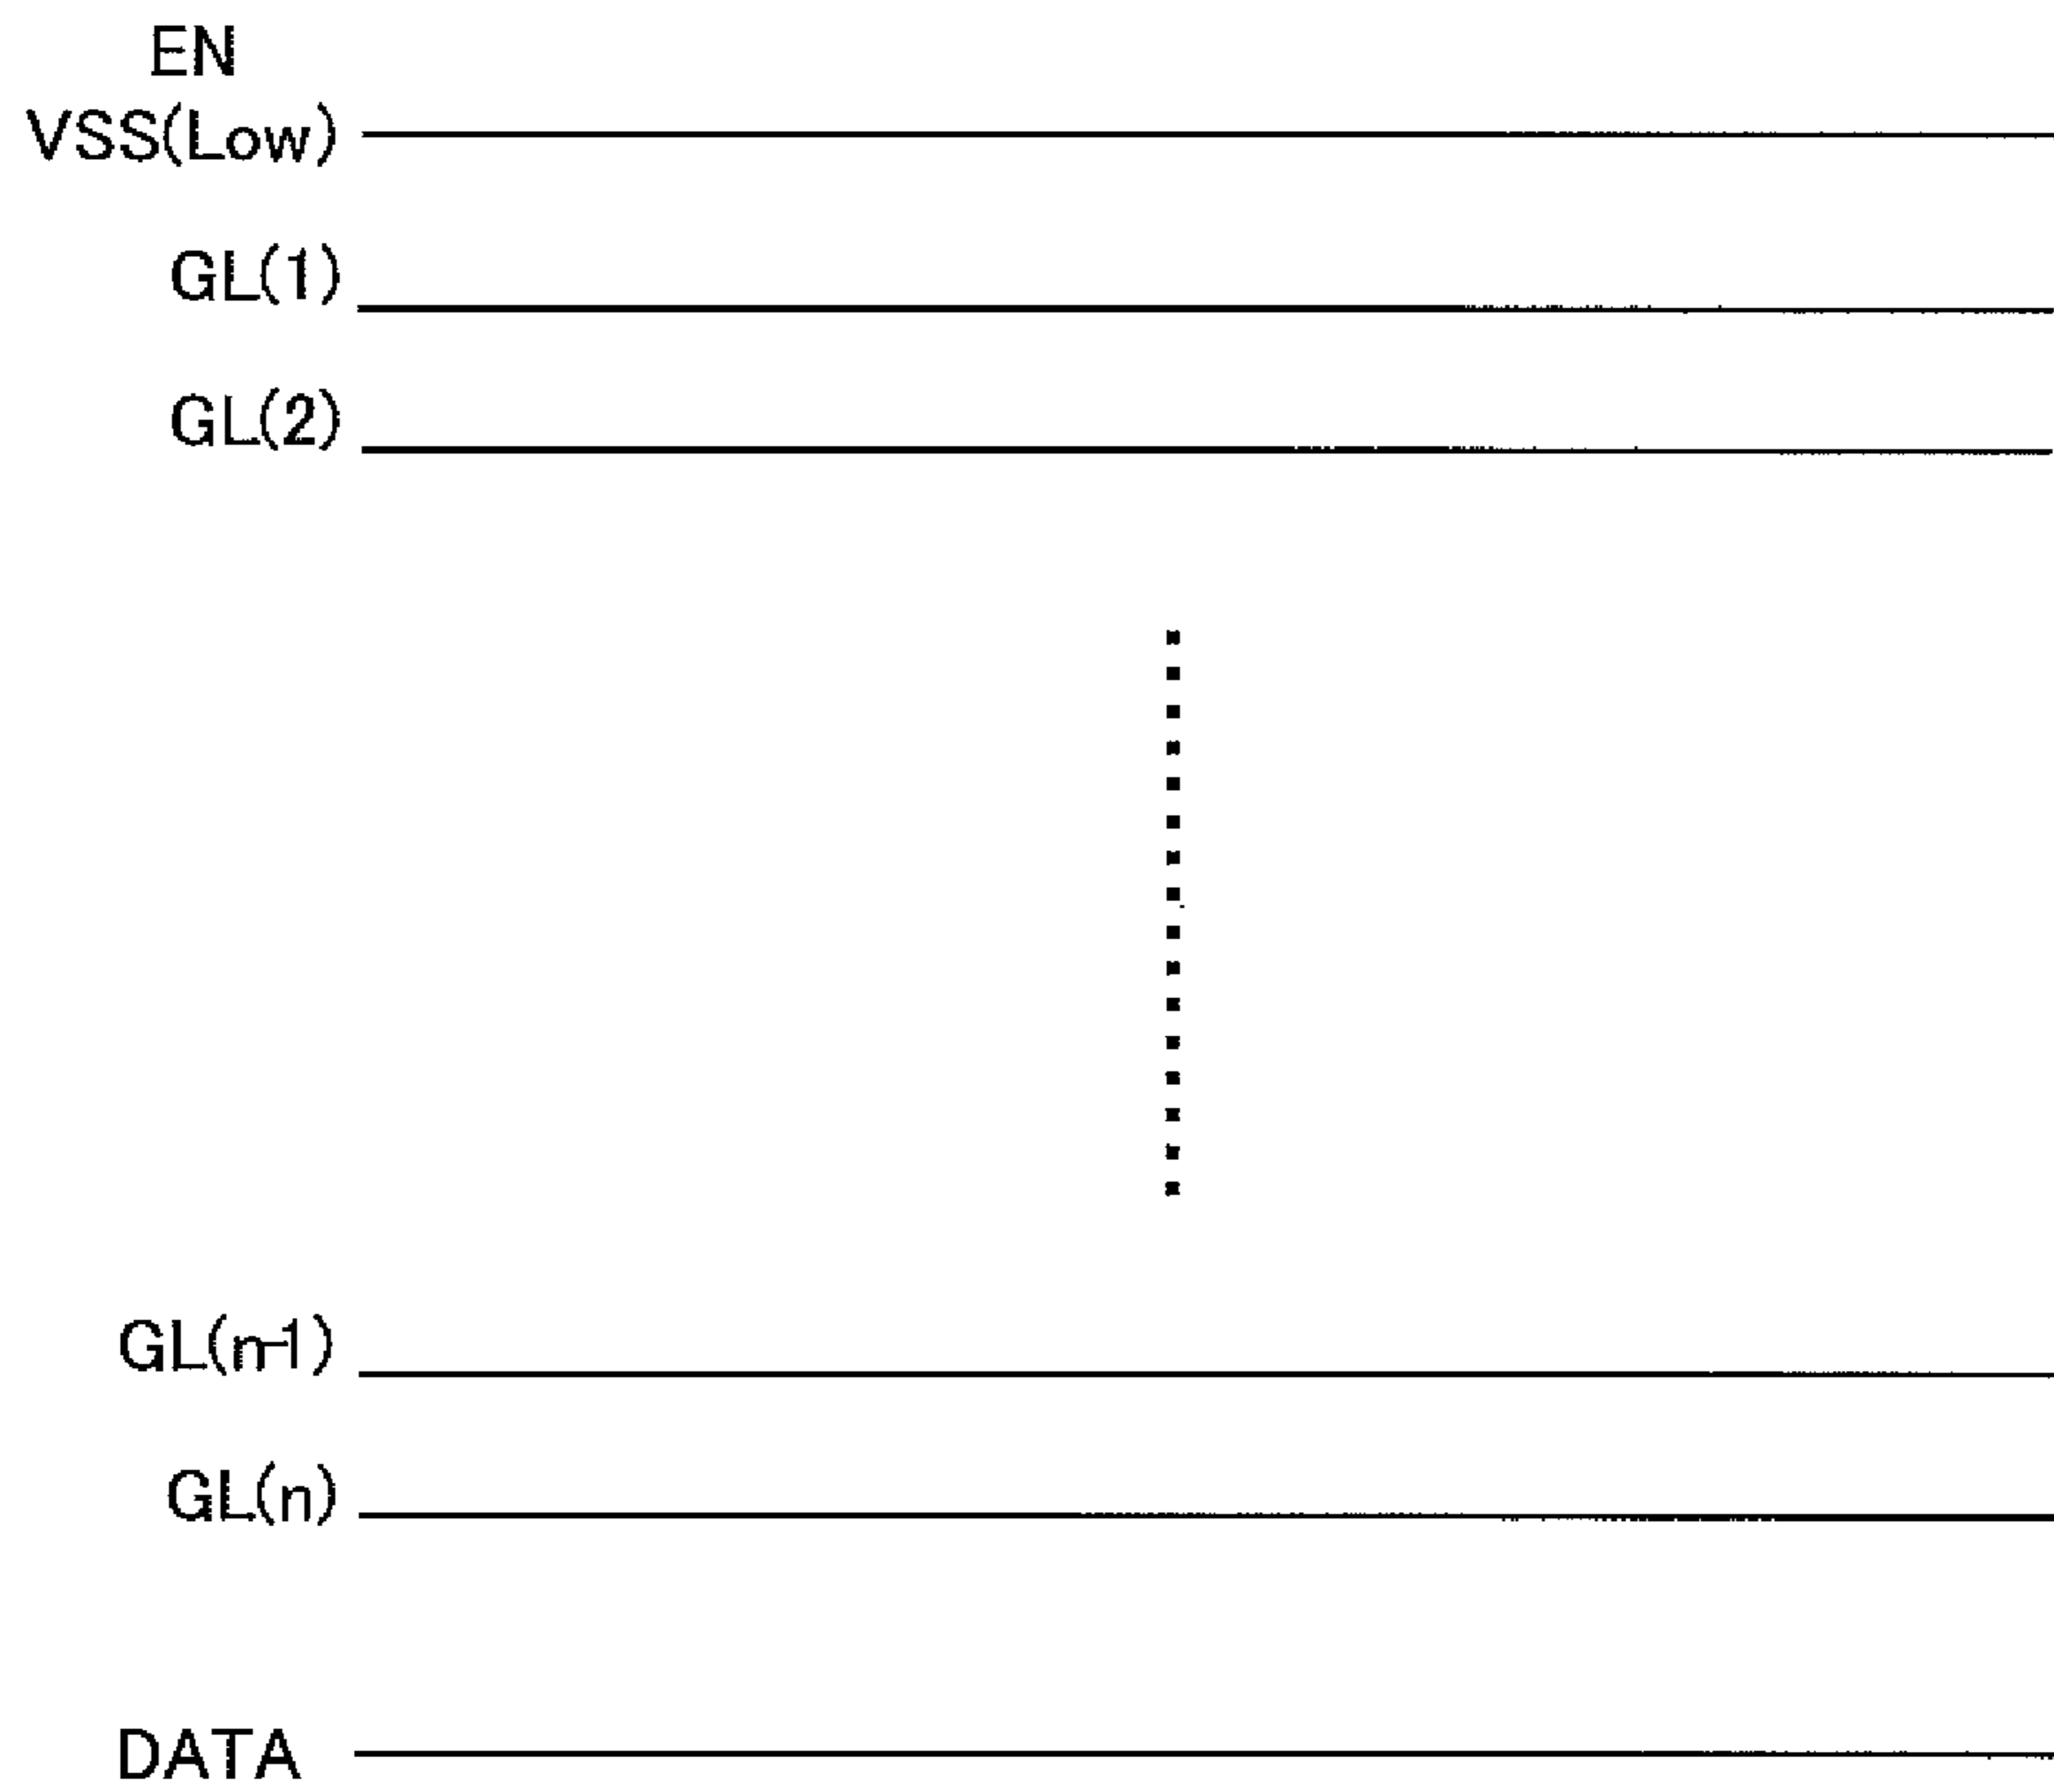 EN
VSS(Low)
GL(1)
GL(2)
GL(n-1)
GL(n)
DATA